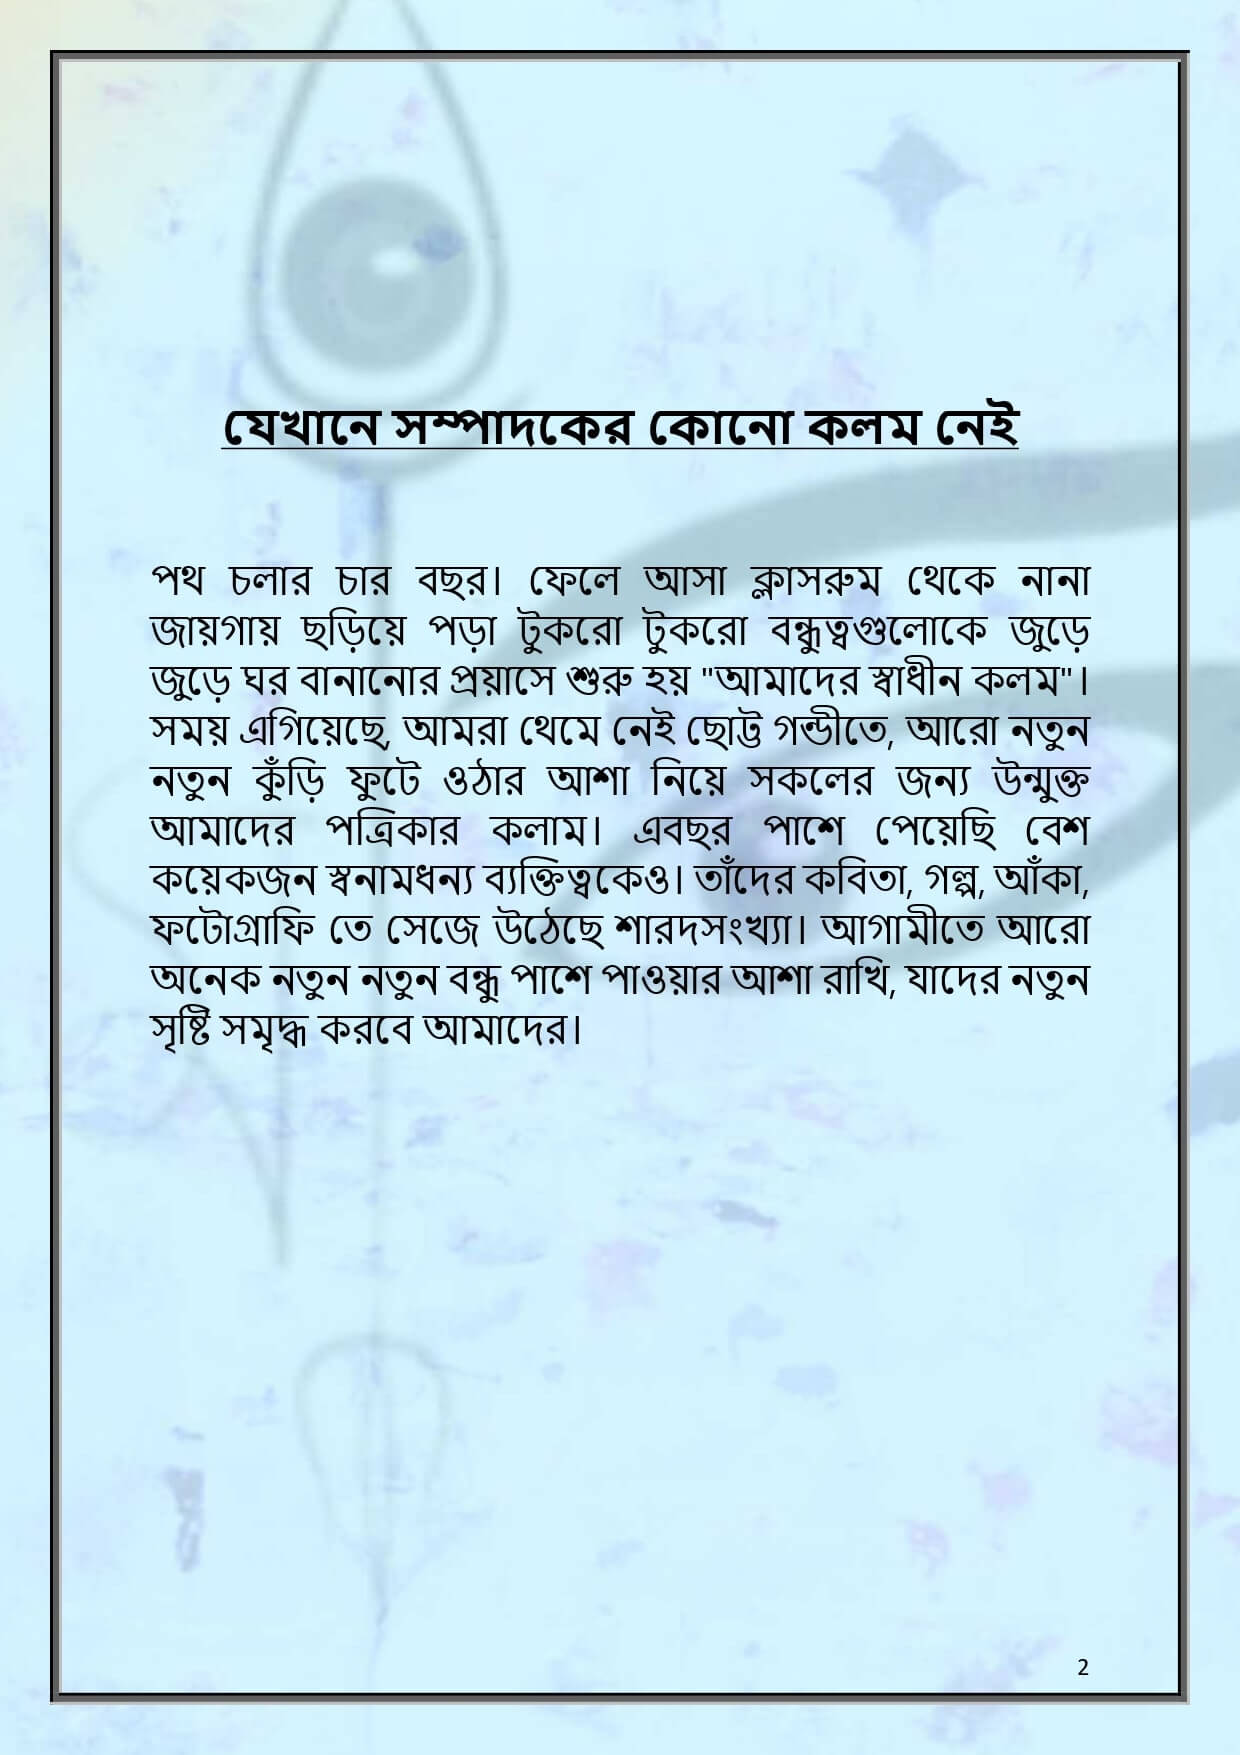 যেখানে সম্পাদকের কোনো কলম নেই
পথ চলার চার বছর। ফেলে আসা ক্লাসরুম থেকে নানা
জায়গায় ছড়িয়ে পড়া টুকরো টুকরো বন্ধুত্বগুলোকে জুড়ে
জুড়ে ঘর বানানোর প্রয়াসে শুরু হয় "আমাদের স্বাধীন কলম"।
সময় এগিয়েছে, আমরা থেমে নেই ছোট্ট গন্ডীতে, আরো নতুন
নতুন কুঁড়ি ফুটে ওঠার আশা নিয়ে সকলের জন্য উন্মুক্ত
আমাদের পত্রিকার কলাম। এবছর পাশে পেয়েছি বেশ
কয়েকজন স্বনামধন্য ব্যক্তিত্বকেও। তাঁদের কবিতা, গল্প, আঁকা,
ফটোগ্রাফি তে সেজে উঠেছে শারদসংখ্যা। আগামীতে আরো
অনেক নতুন নতুন বন্ধু পাশে পাওয়ার আশা রাখি, যাদের নতুন
সৃষ্টি সমৃদ্ধ করবে আমাদের।
2